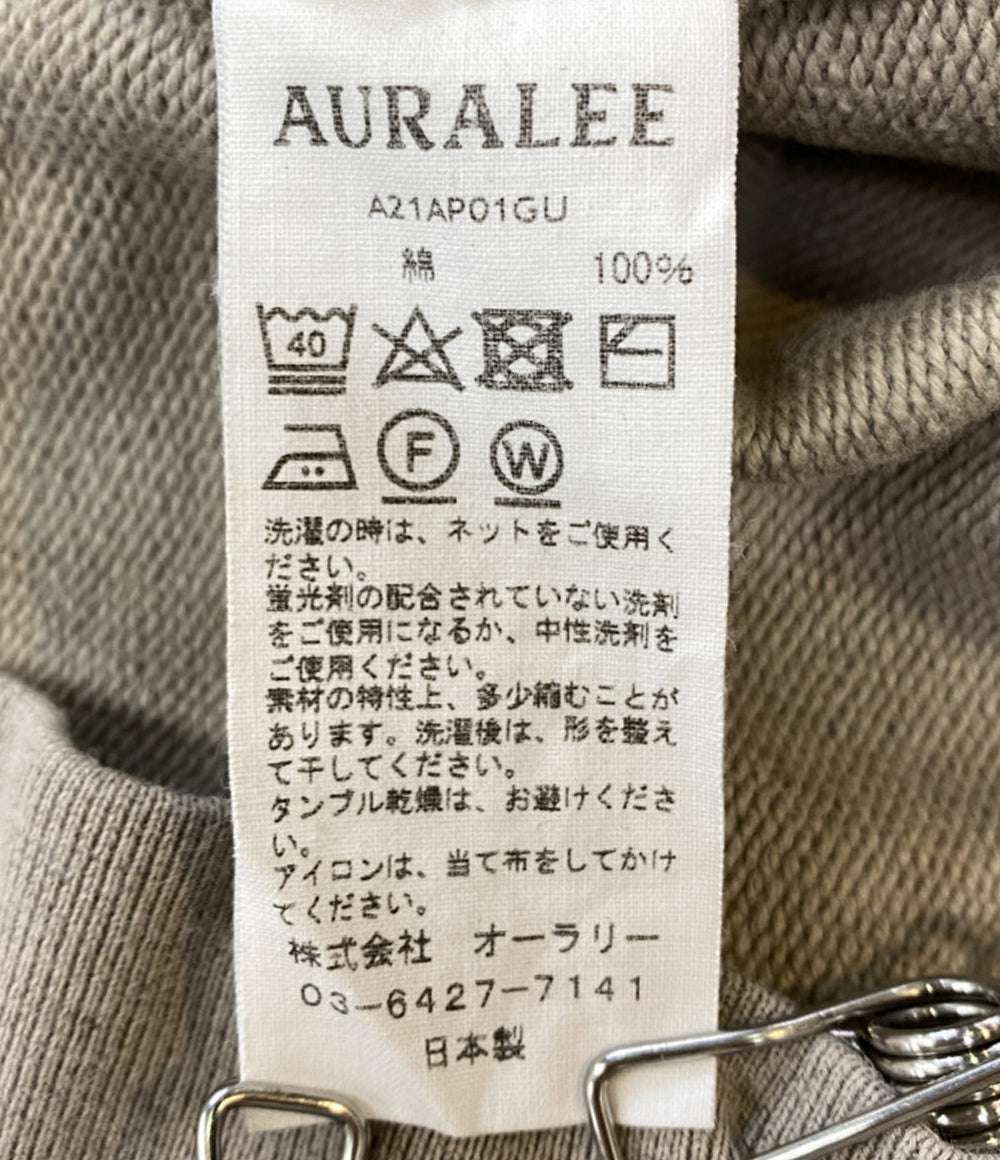 AURALEE
A21AP01GU
綿 100%
40
F W
洗濯の時は、ネットをご使用く
ださい。
蛍光剤の配合されていない洗剤
をご使用になるか、中性洗剤を
ご使用ください。
素材の特性上、多少縮むことが
あります。洗濯後は、形を整え
て干してください。
タンブル乾燥は、お避けくださ
い。
アイロンは、当て布をしてかけ
てください。
株式会社 オーラリー
03-6427-7141
日本製